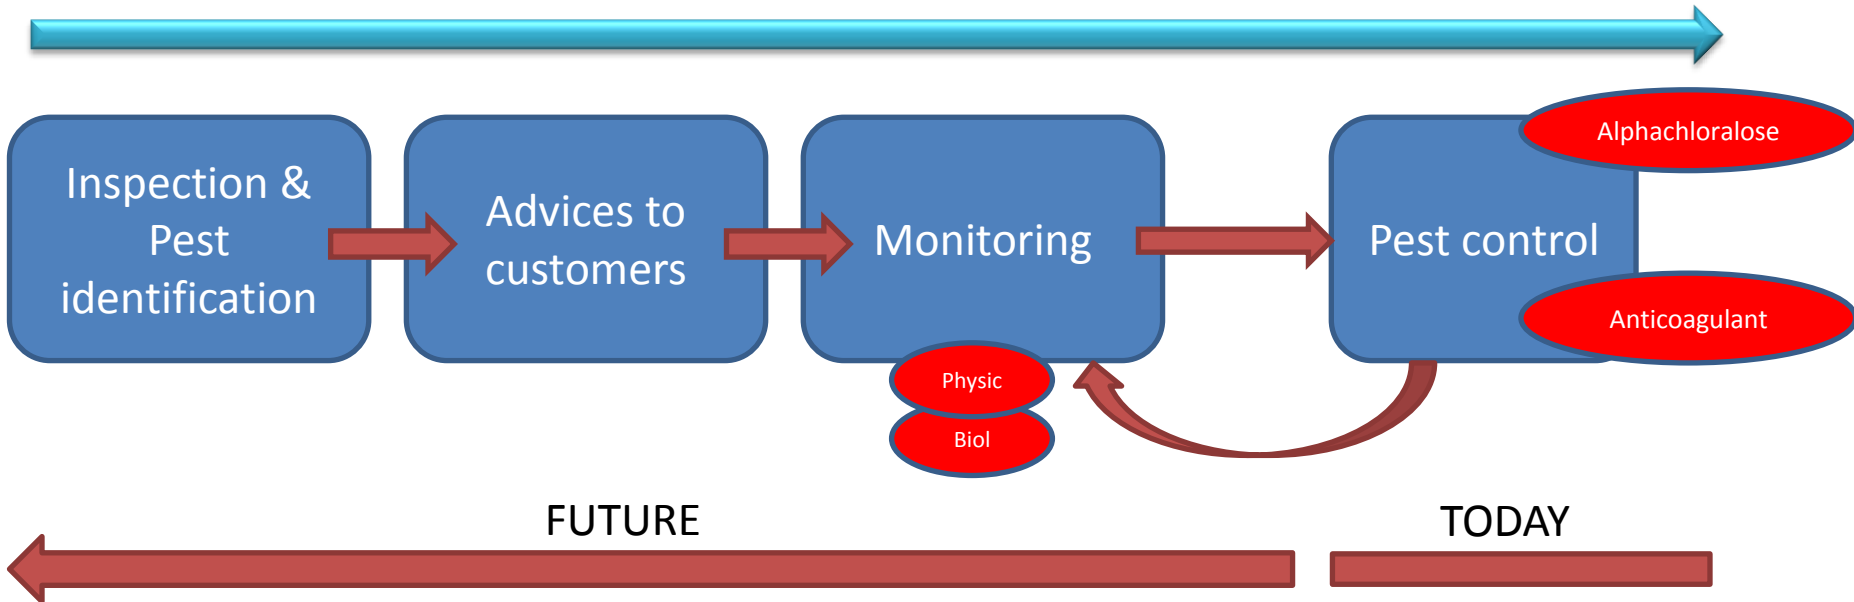 Inspection &
Pest
identification
Advices to
customers
Monitoring
Pest control
Alphachloralose
Anticoagulant
Physic
Biol
FUTURE
TODAY